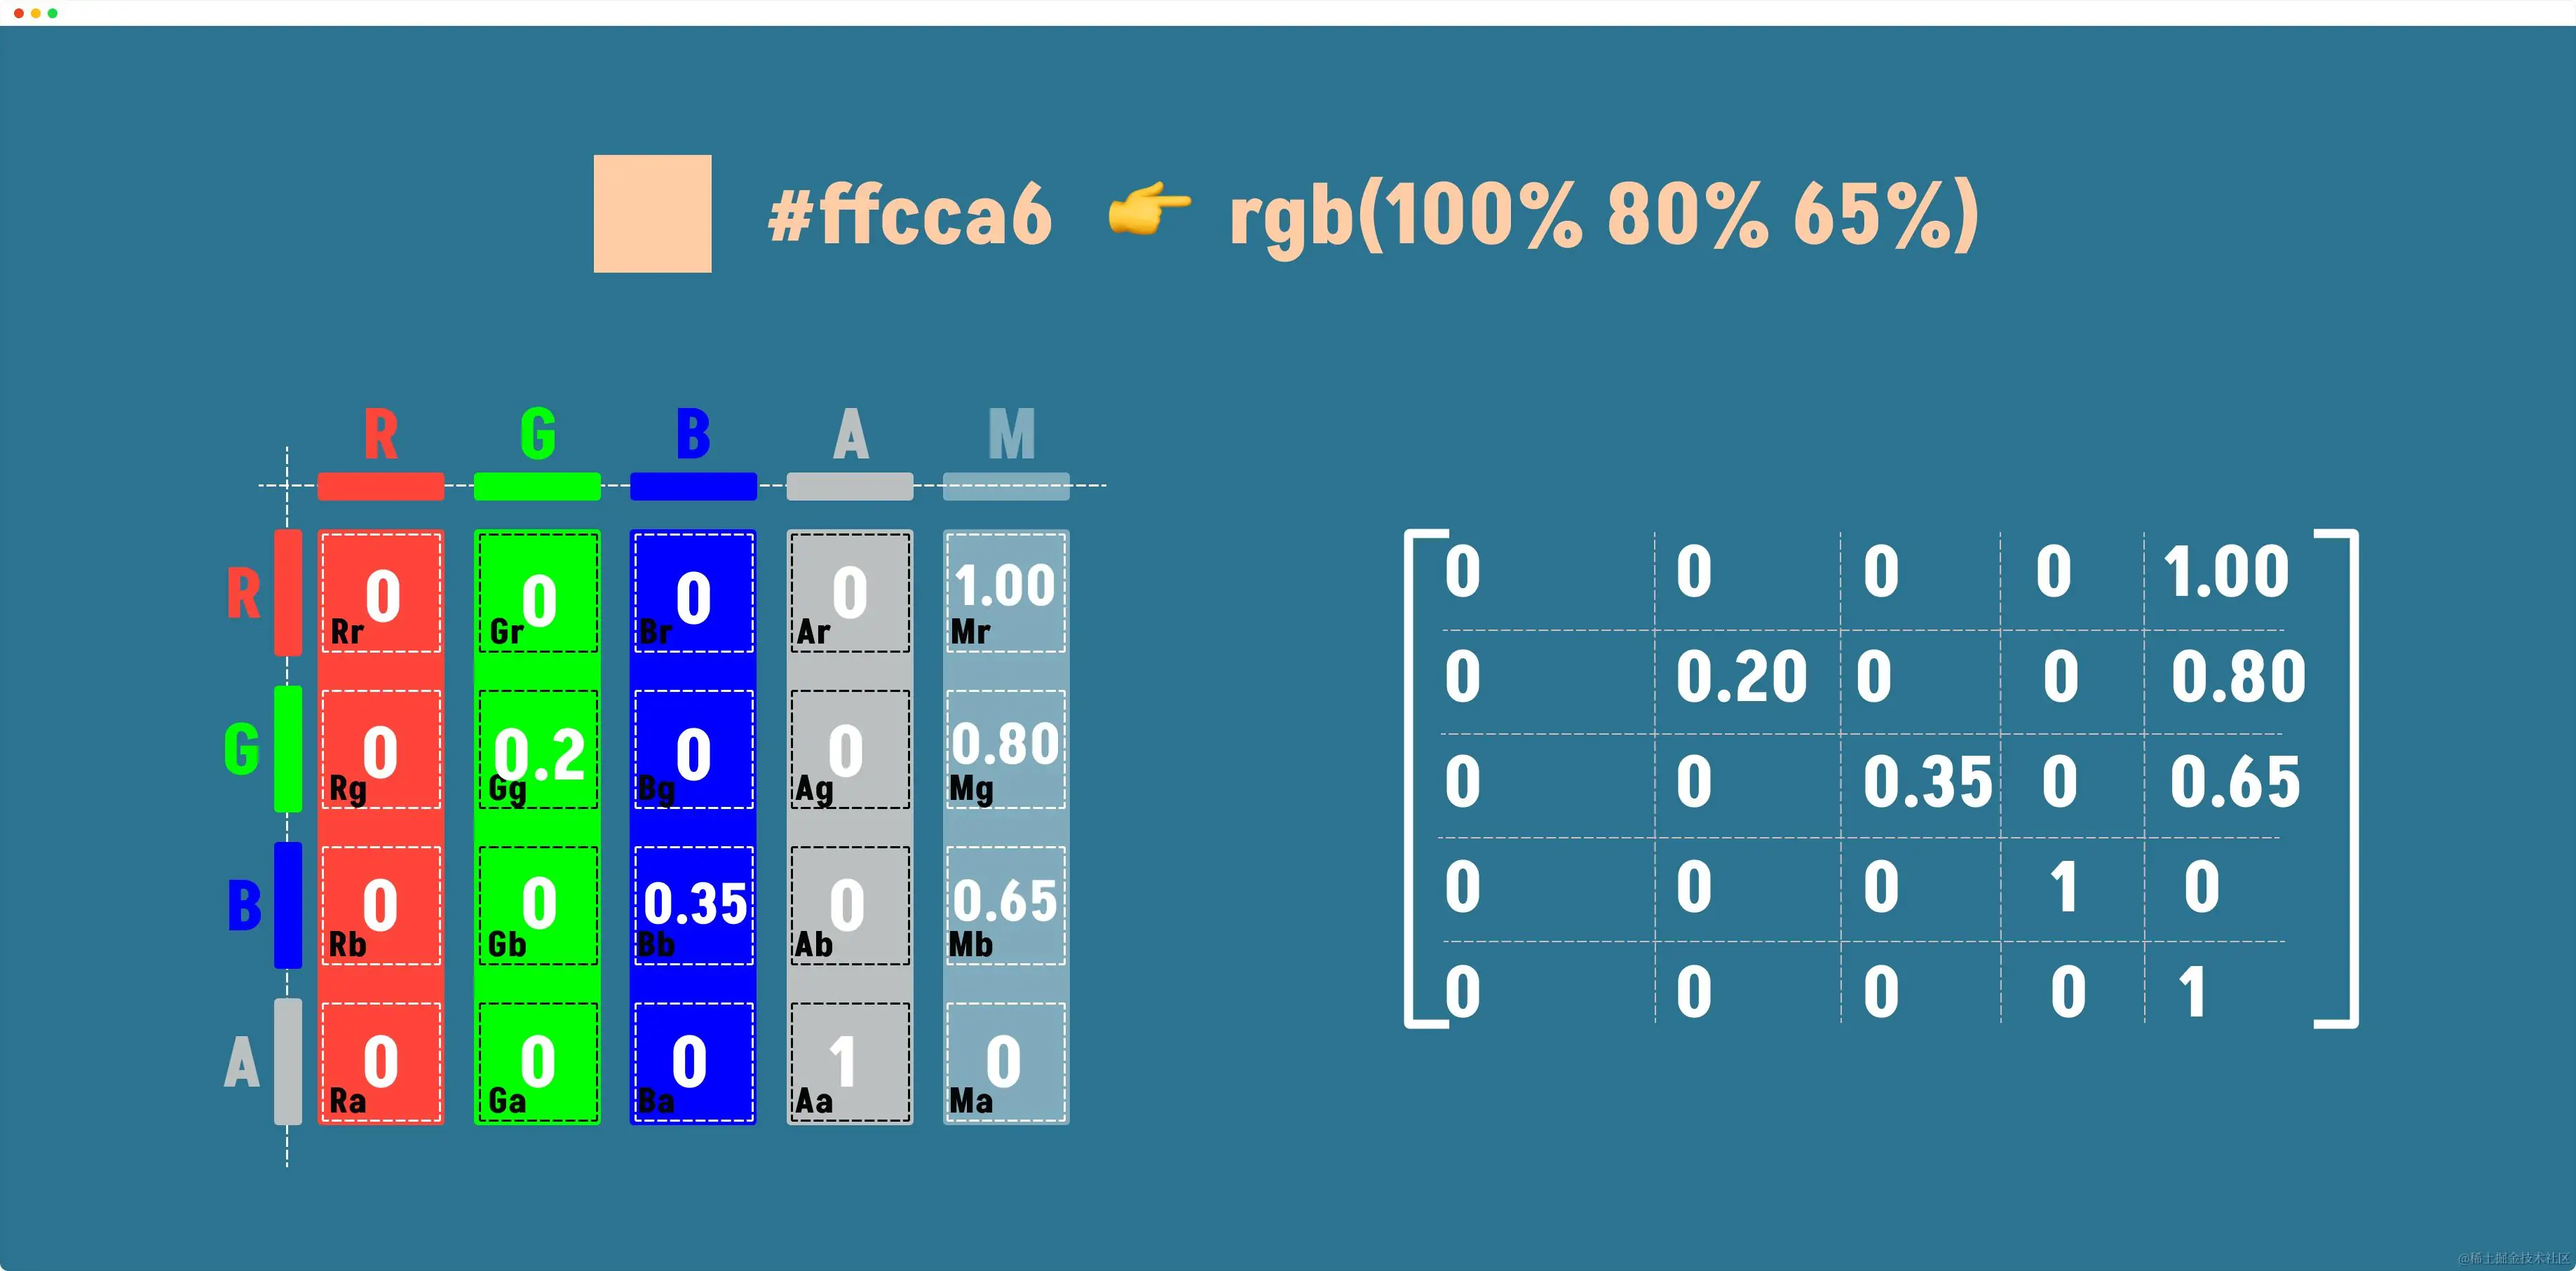 #ffcca6 👉 rgb(100% 80% 65%)
R G B A M
R 0 0 0 0 1.00
Rr Gr Br Ar Mr
G 0 0.2 0 0 0.80
Rg Gg Bg Ag Mg
B 0 0 0.35 0 0.65
Rb Gb Bb Ab Mb
A 0 0 0 1 0
Ra Ga Ba Aa Ma
0 0 0 0 1.00
0 0.20 0 0 0.80
0 0 0.35 0 0.65
0 0 0 1 0
0 0 0 0 1
@稀土掘金技术社区